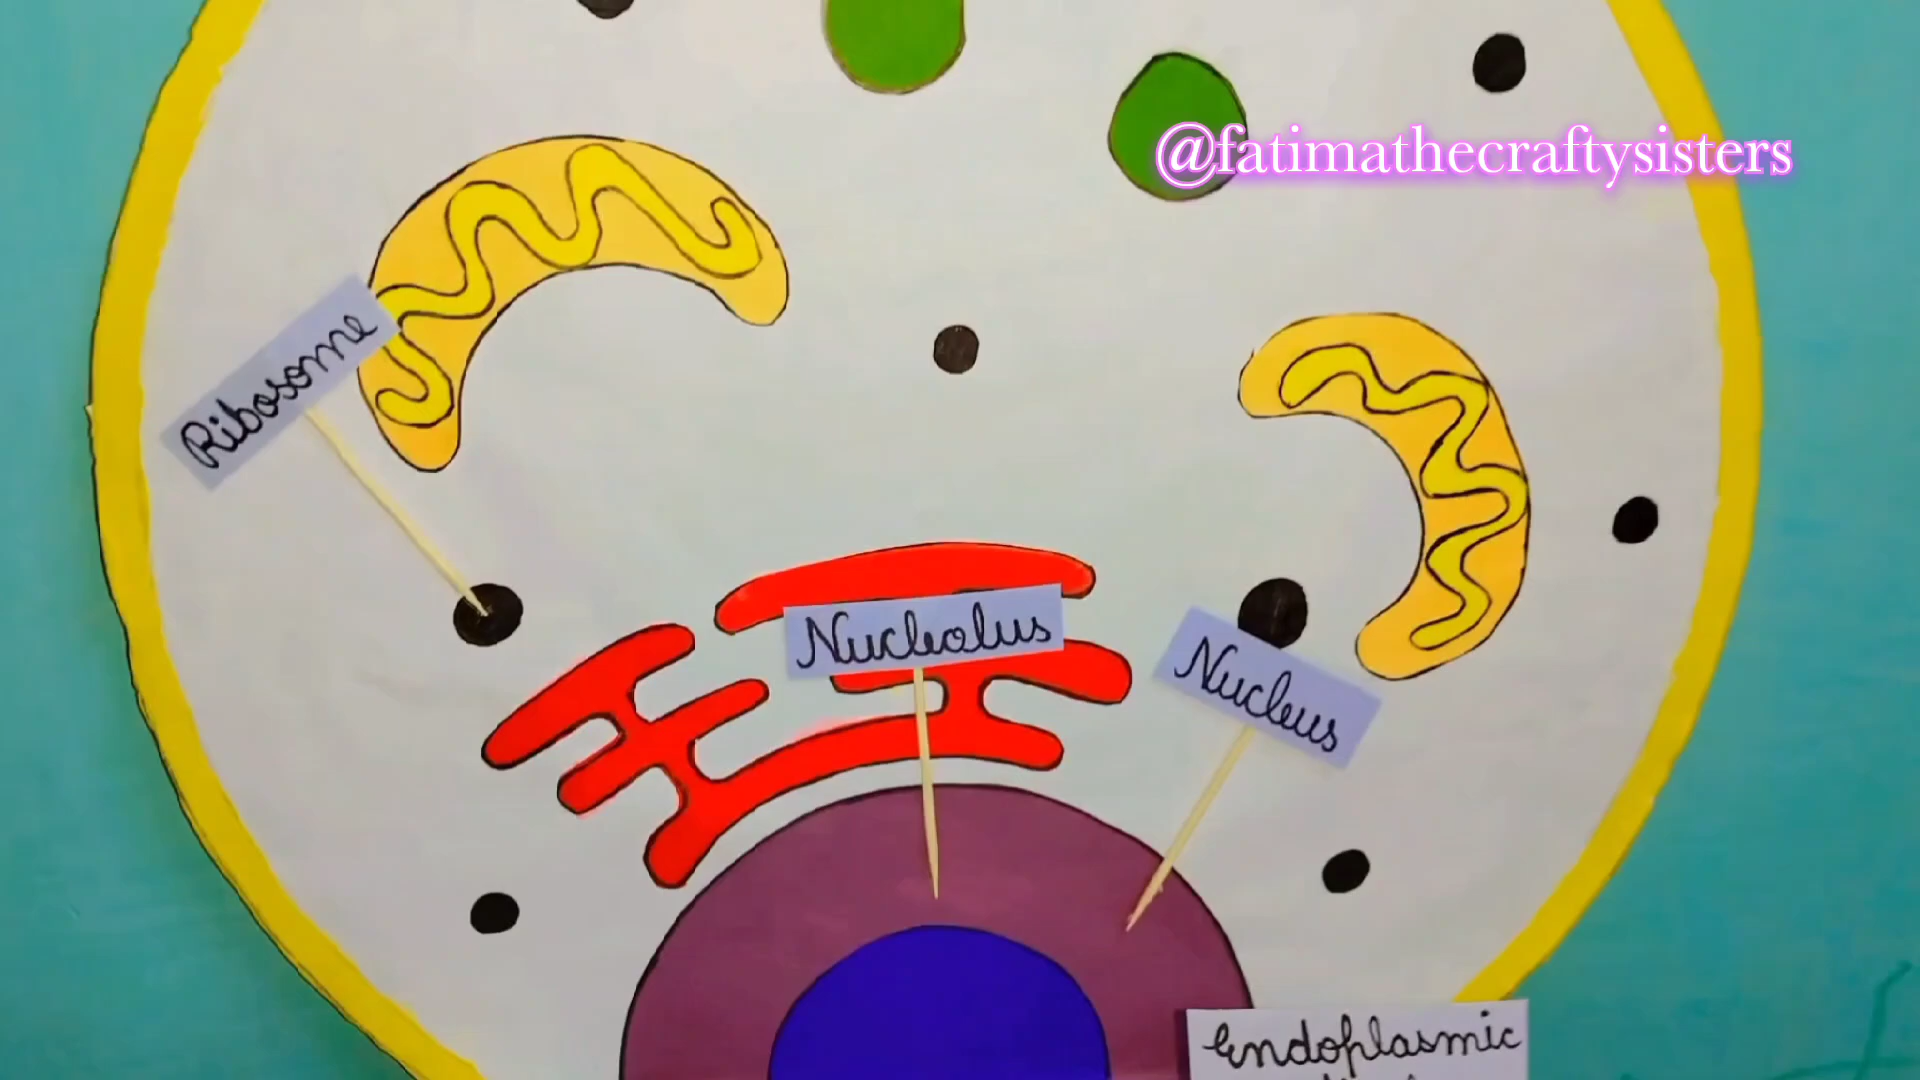 @fatimathecraftysisters
Ribosome
Nucleolus
Nucleus
Endoplasmic